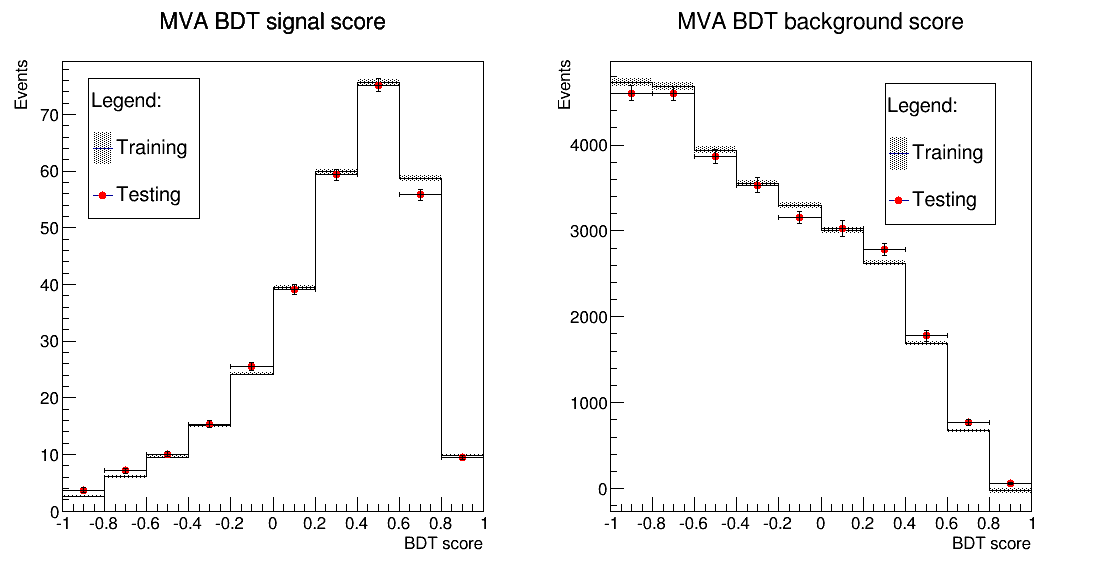 MVA BDT signal score
Events
Legend:
Training
Testing
70
60
50
40
30
20
10
0
-1 -0.8 -0.6 -0.4 -0.2 0 0.2 0.4 0.6 0.8 1
BDT score
MVA BDT background score
Events
Legend:
Training
Testing
4000
3000
2000
1000
0
-1 -0.8 -0.6 -0.4 -0.2 0 0.2 0.4 0.6 0.8 1
BDT score